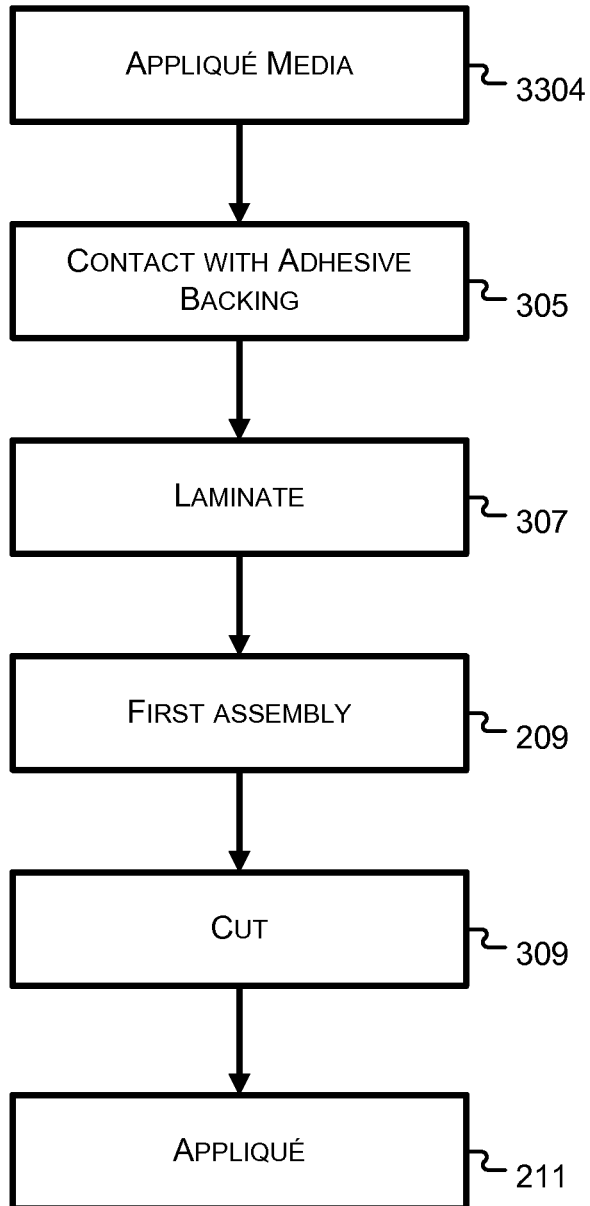 APPLIQUÉ MEDIA
3304
CONTACT WITH ADHESIVE
BACKING
305
LAMINATE
307
FIRST ASSEMBLY
209
CUT
309
APPLIQUÉ
211